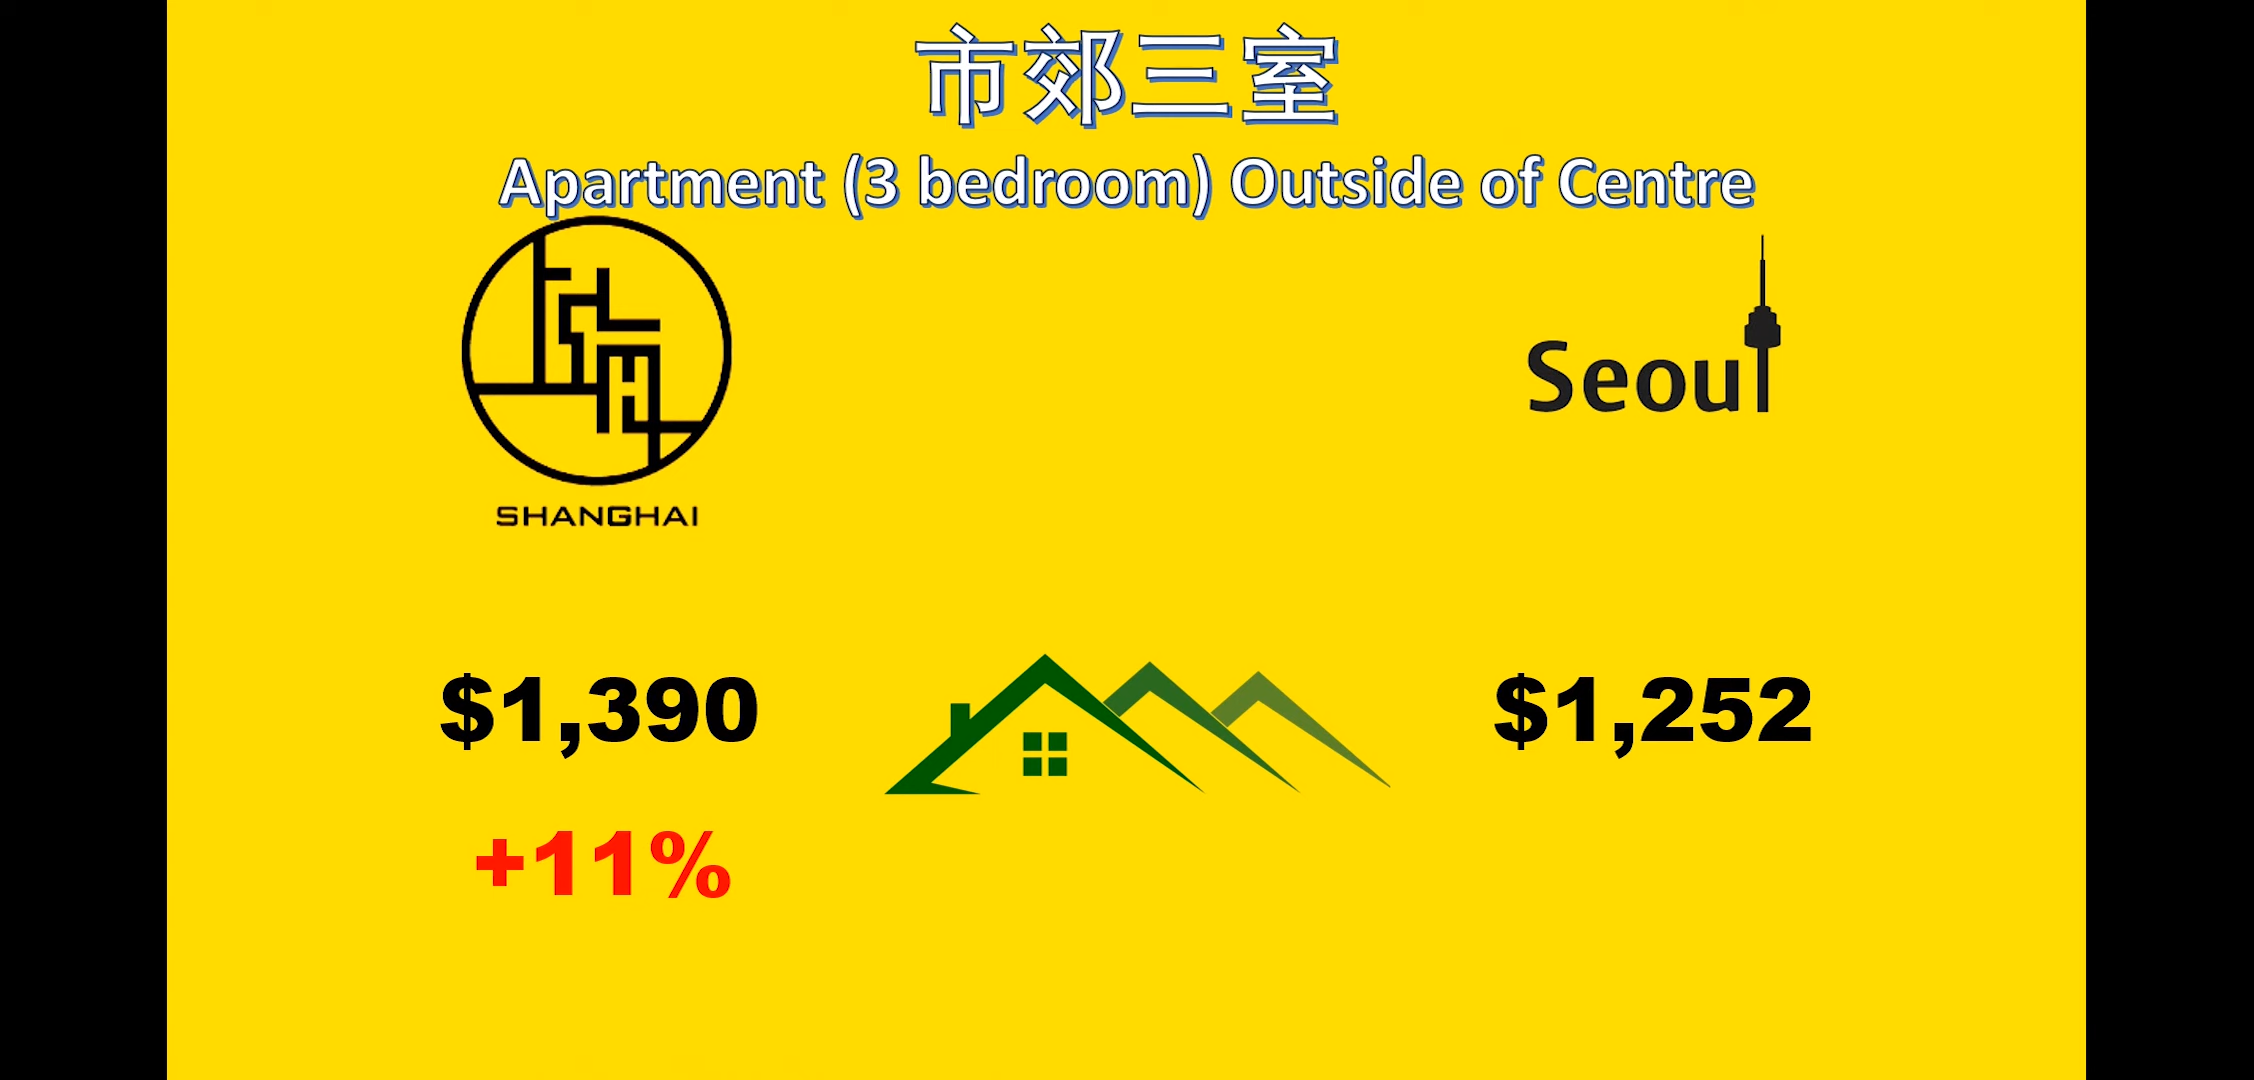 市郊三室
Apartment (3 bedroom) Outside of Centre
SHANGHAI
Seoul
$1,390
$1,252
+11%